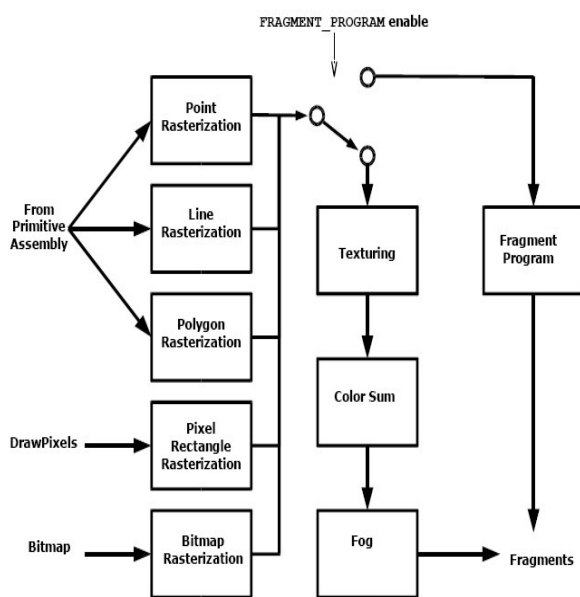 FRAGMENT_PROGRAM enable
Point
Rasterization
From
Primitive
Assembly
Line
Rasterization
Texturing
Fragment
Program
Polygon
Rasterization
Color Sum
DrawPixels
Pixel
Rectangle
Rasterization
Bitmap
Bitmap
Rasterization
Fog
Fragments